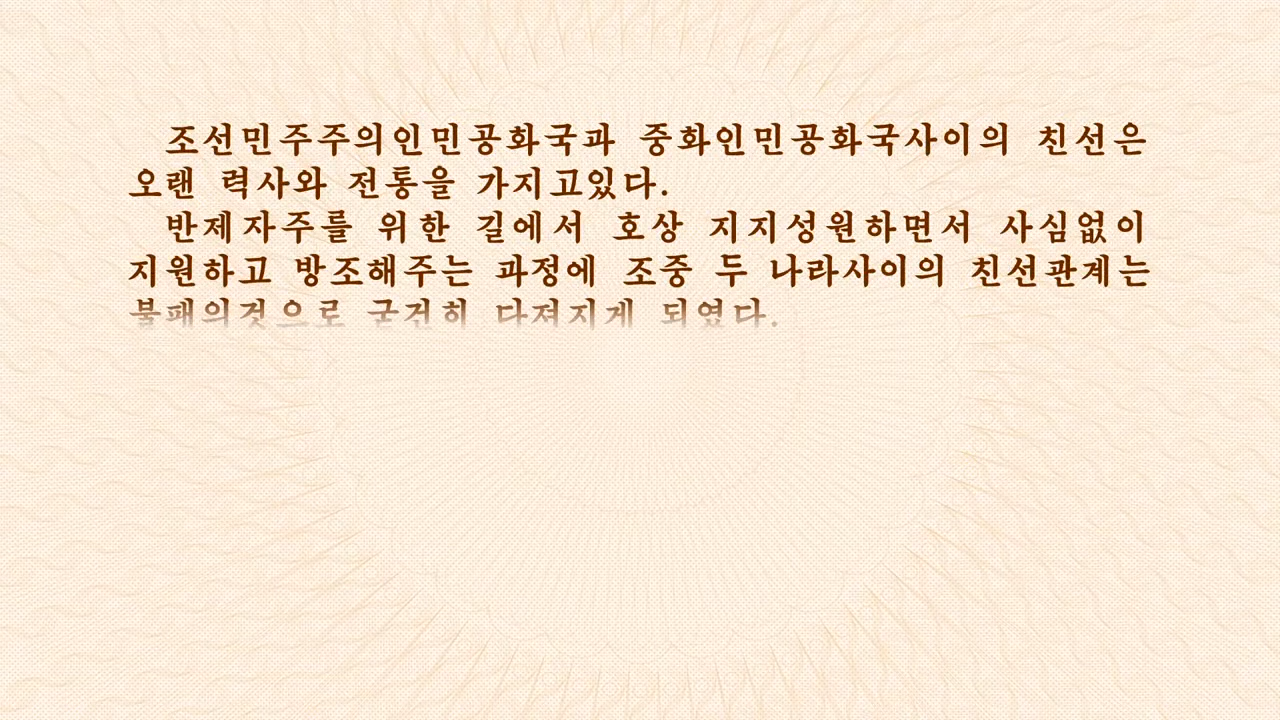 조선민주주의인민공화국과 중화인민공화국사이의 친선은
오랜 력사와 전통을 가지고있다.
반제자주를 위한 길에서 호상 지지성원하면서 사심없이
지원하고 방조해주는 과정에 조중 두 나라사이의 친선관계는
불패의것으로 굳건히 다져지게 되였다.